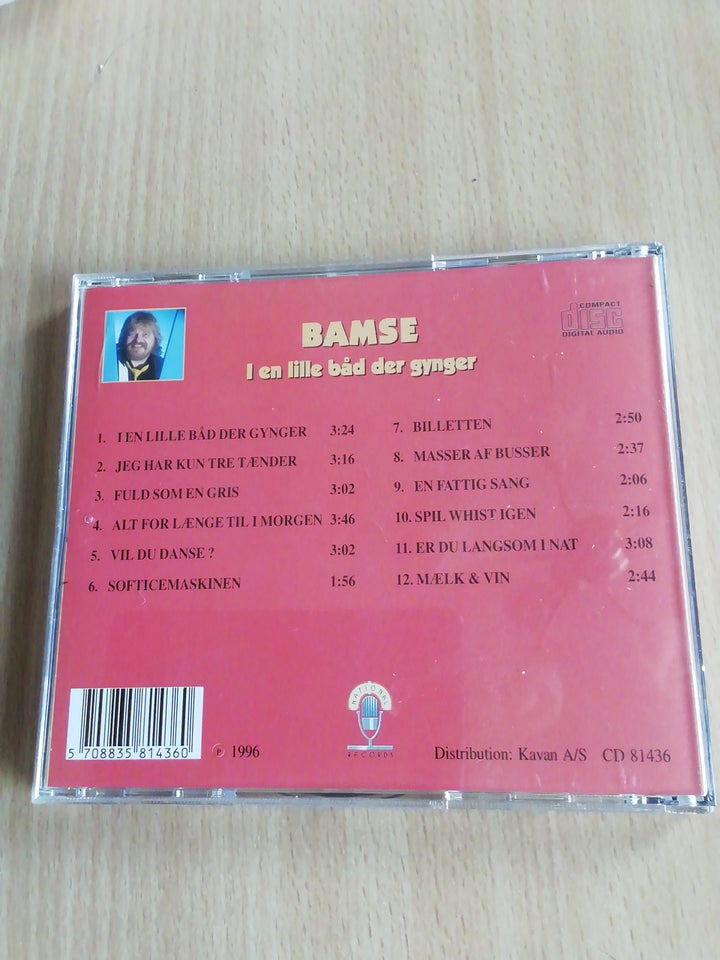 BAMSE
I en lille båd der gynger
COMPACT
disc
DIGITAL AUDIO
1. I EN LILLE BÅD DER GYNGER 3:24
2. JEG HAR KUN TRE TÆNDER 3:16
3. FULD SOM EN GRIS 3:02
4. ALT FOR LÆNGE TIL I MORGEN 3:46
5. VIL DU DANSE ? 3:02
6. SOFTICEMASKINEN 1:56
7. BILLETTEN 2:50
8. MASSER AF BUSSER 2:37
9. EN FATTIG SANG 2:06
10. SPIL WHIST IGEN 2:16
11. ER DU LANGSOM I NAT 3:08
12. MÆLK & VIN 2:44
5 708835 814360
℗ 1996
NATIONAL
RECORDS
Distribution: Kavan A/S CD 81436